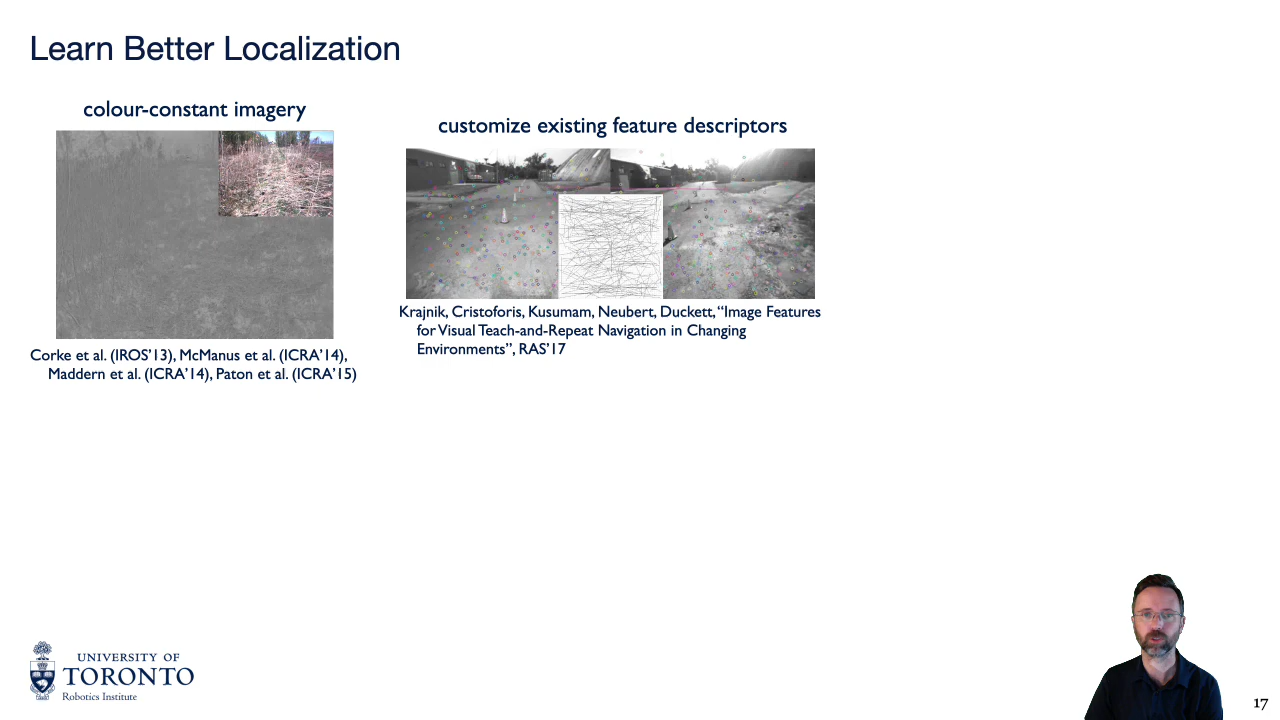 Learn Better Localization
colour-constant imagery
Corke et al. (IROS’13), McManus et al. (ICRA’14),
Maddern et al. (ICRA’14), Paton et al. (ICRA’15)
customize existing feature descriptors
Krajnik, Cristoforis, Kusumam, Neubert, Duckett, “Image Features
for Visual Teach-and-Repeat Navigation in Changing
Environments”, RAS’17
UNIVERSITY OF
TORONTO
Robotics Institute
17